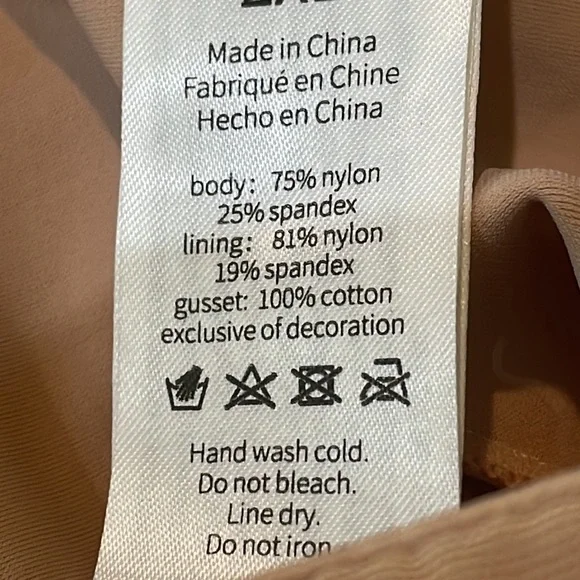 Made in China
Fabriqué en Chine
Hecho en China
body: 75% nylon
25% spandex
lining: 81% nylon
19% spandex
gusset: 100% cotton
exclusive of decoration
Hand wash cold.
Do not bleach.
Line dry.
Do not iron